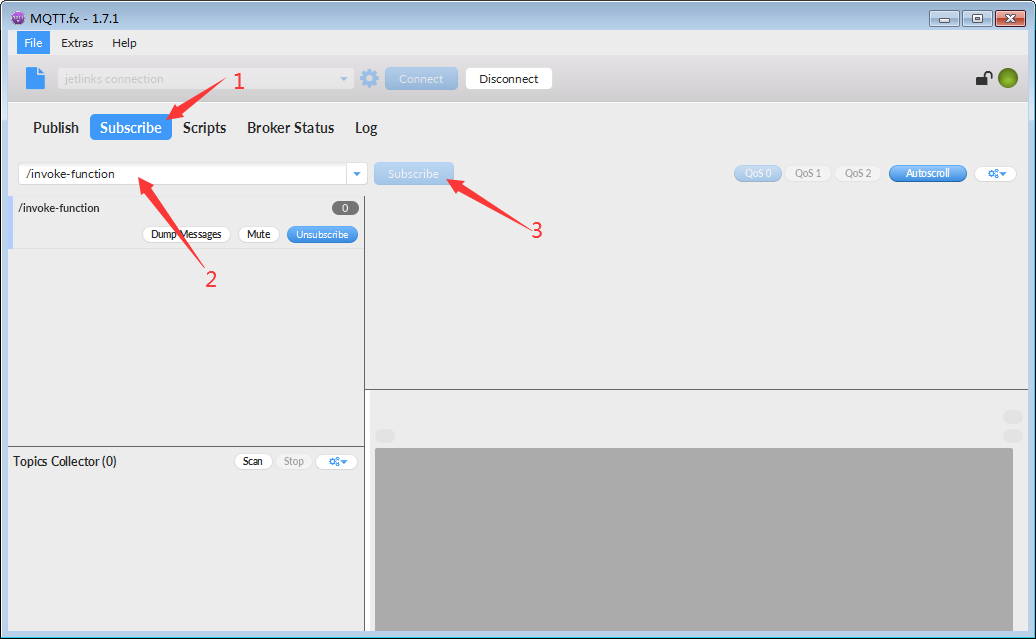 MQTT.fx - 1.7.1
File Extras Help
jetlinks connection Connect Disconnect
1
Publish Subscribe Scripts Broker Status Log
/invoke-function Subscribe QoS 0 QoS 1 QoS 2 Autoscroll
/invoke-function 0
3
Dump Messages Mute Unsubscribe
2
Topics Collector (0) Scan Stop